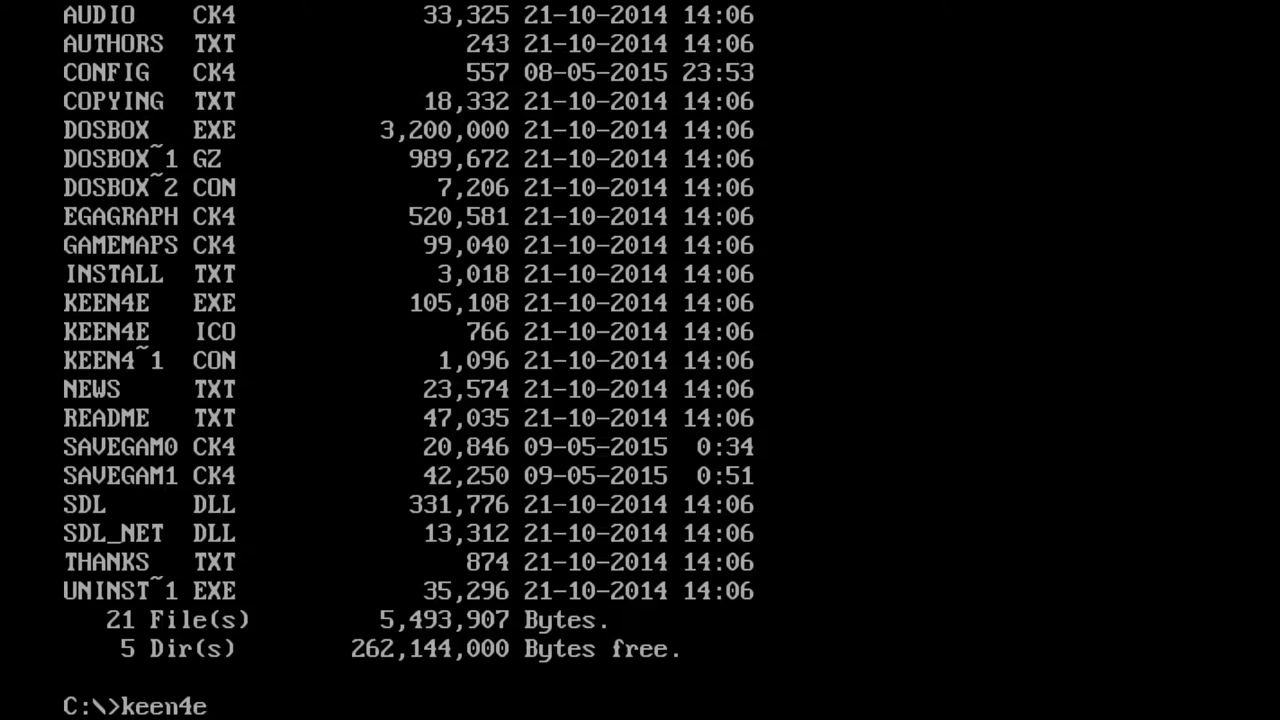 AUDIO    CK4             33,325 21-10-2014 14:06
AUTHORS  TXT                243 21-10-2014 14:06
CONFIG   CK4                557 08-05-2015 23:53
COPYING  TXT             18,332 21-10-2014 14:06
DOSBOX   EXE          3,200,000 21-10-2014 14:06
DOSBOX~1 GZ             989,672 21-10-2014 14:06
DOSBOX~2 CON              7,206 21-10-2014 14:06
EGAGRAPH CK4            520,581 21-10-2014 14:06
GAMEMAPS CK4             99,040 21-10-2014 14:06
INSTALL  TXT              3,018 21-10-2014 14:06
KEEN4E   EXE            105,108 21-10-2014 14:06
KEEN4E   ICO                766 21-10-2014 14:06
KEEN4~1  CON              1,096 21-10-2014 14:06
NEWS     TXT             23,574 21-10-2014 14:06
README   TXT             47,035 21-10-2014 14:06
SAVEGAM0 CK4             20,846 09-05-2015  0:34
SAVEGAM1 CK4             42,250 09-05-2015  0:51
SDL      DLL            331,776 21-10-2014 14:06
SDL_NET  DLL             13,312 21-10-2014 14:06
THANKS   TXT                874 21-10-2014 14:06
UNINST~1 EXE             35,296 21-10-2014 14:06
   21 File(s)         5,493,907 Bytes.
    5 Dir(s)        262,144,000 Bytes free.
C:\>keen4e